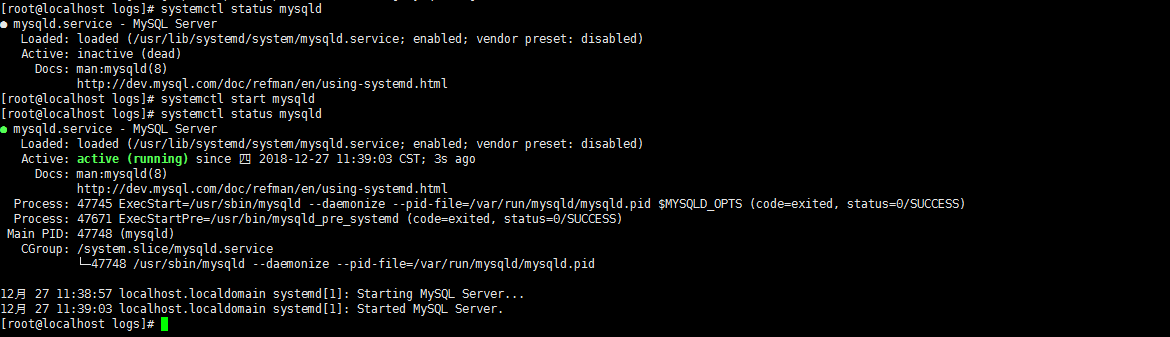 [root@localhost logs]# systemctl status mysqld
● mysqld.service - MySQL Server
   Loaded: loaded (/usr/lib/systemd/system/mysqld.service; enabled; vendor preset: disabled)
   Active: inactive (dead)
     Docs: man:mysqld(8)
           http://dev.mysql.com/doc/refman/en/using-systemd.html
[root@localhost logs]# systemctl start mysqld
[root@localhost logs]# systemctl status mysqld
● mysqld.service - MySQL Server
   Loaded: loaded (/usr/lib/systemd/system/mysqld.service; enabled; vendor preset: disabled)
   Active: active (running) since 四 2018-12-27 11:39:03 CST; 3s ago
     Docs: man:mysqld(8)
           http://dev.mysql.com/doc/refman/en/using-systemd.html
  Process: 47745 ExecStart=/usr/sbin/mysqld --daemonize --pid-file=/var/run/mysqld/mysqld.pid $MYSQLD_OPTS (code=exited, status=0/SUCCESS)
  Process: 47671 ExecStartPre=/usr/bin/mysqld_pre_systemd (code=exited, status=0/SUCCESS)
 Main PID: 47748 (mysqld)
   CGroup: /system.slice/mysqld.service
           └─47748 /usr/sbin/mysqld --daemonize --pid-file=/var/run/mysqld/mysqld.pid
12月 27 11:38:57 localhost.localdomain systemd[1]: Starting MySQL Server...
12月 27 11:39:03 localhost.localdomain systemd[1]: Started MySQL Server.
[root@localhost logs]#